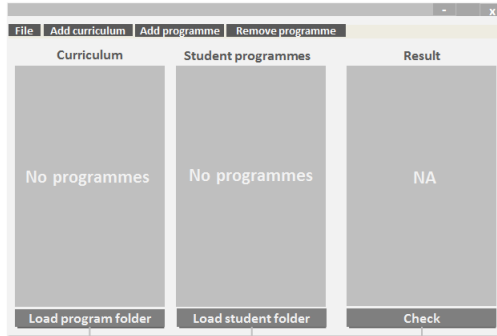 - x
File Add curriculum Add programme Remove programme
Curriculum Student programmes Result
No programmes No programmes NA
Load program folder Load student folder Check